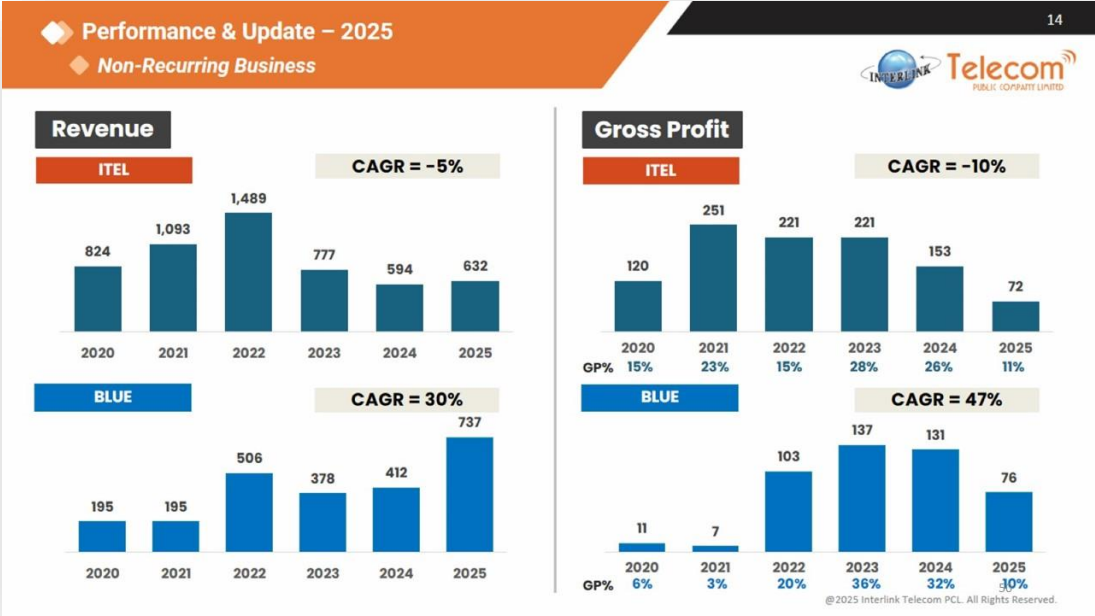 14
Performance & Update – 2025
Non-Recurring Business
INTERLINK Telecom
PUBLIC COMPANY LIMITED
Revenue
ITEL
CAGR = -5%
824
1,093
1,489
777
594
632
2020 2021 2022 2023 2024 2025
BLUE
CAGR = 30%
195
195
506
378
412
737
2020 2021 2022 2023 2024 2025
Gross Profit
ITEL
CAGR = -10%
120
251
221
221
153
72
2020 2021 2022 2023 2024 2025
GP% 15% 23% 15% 28% 26% 11%
BLUE
CAGR = 47%
11
7
103
137
131
76
2020 2021 2022 2023 2024 2025
GP% 6% 3% 20% 36% 32% 10%
@2025 Interlink Telecom PCL. All Rights Reserved.